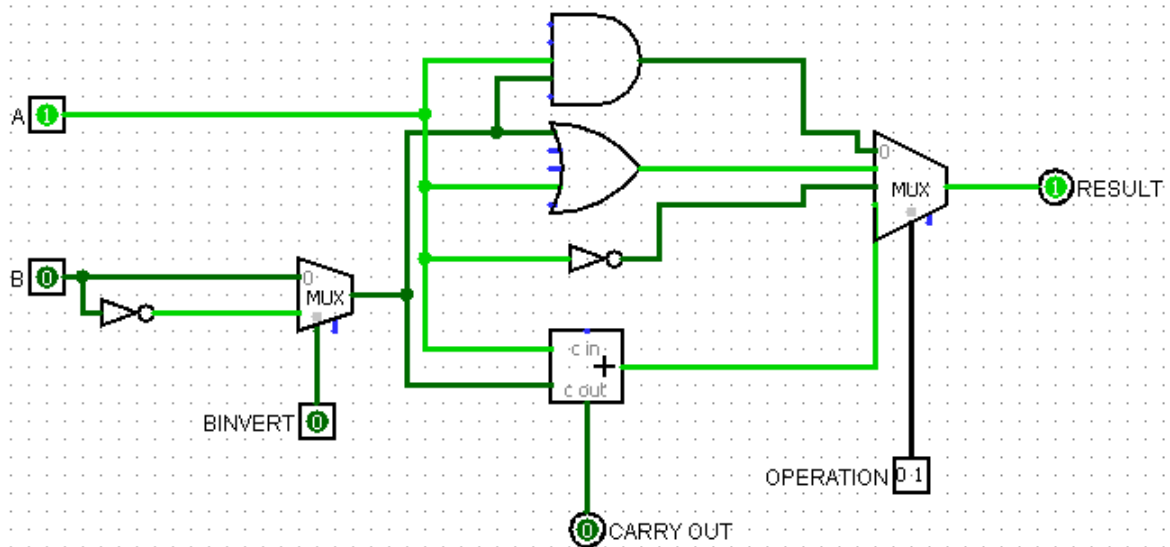 A 1
0
MUX
1 RESULT
B 0
0
MUX
c in
+
c out
BINVERT 0
OPERATION 0 1
0 CARRY OUT